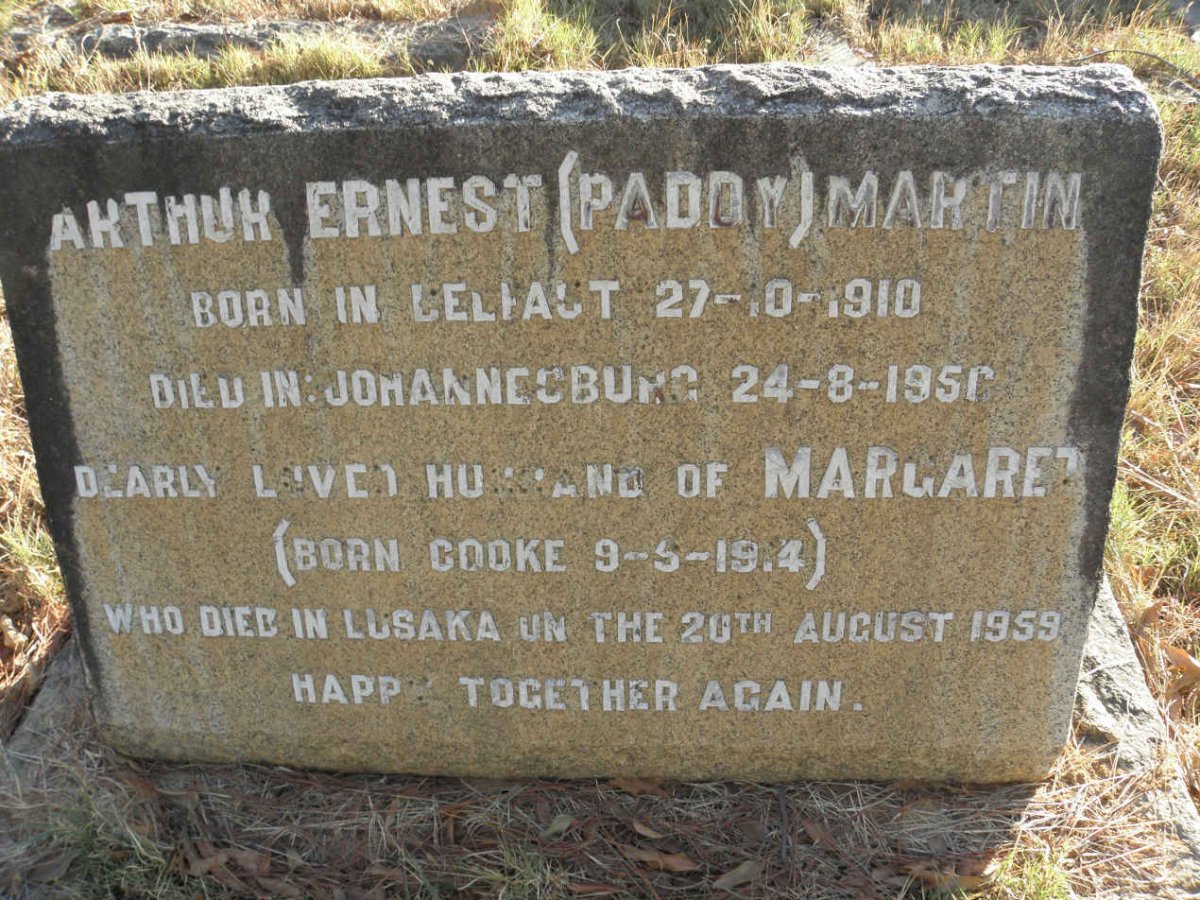 ARTHUR ERNEST (PADDY) MARTIN
BORN IN BELFAST 27-10-1910
DIED IN JOHANNESBURG 24-8-1950
DEARLY LOVED HUSBAND OF MARGARET
(BORN COOKE 9-5-1914)
WHO DIED IN LUSAKA ON THE 20TH AUGUST 1959
HAPPY TOGETHER AGAIN.